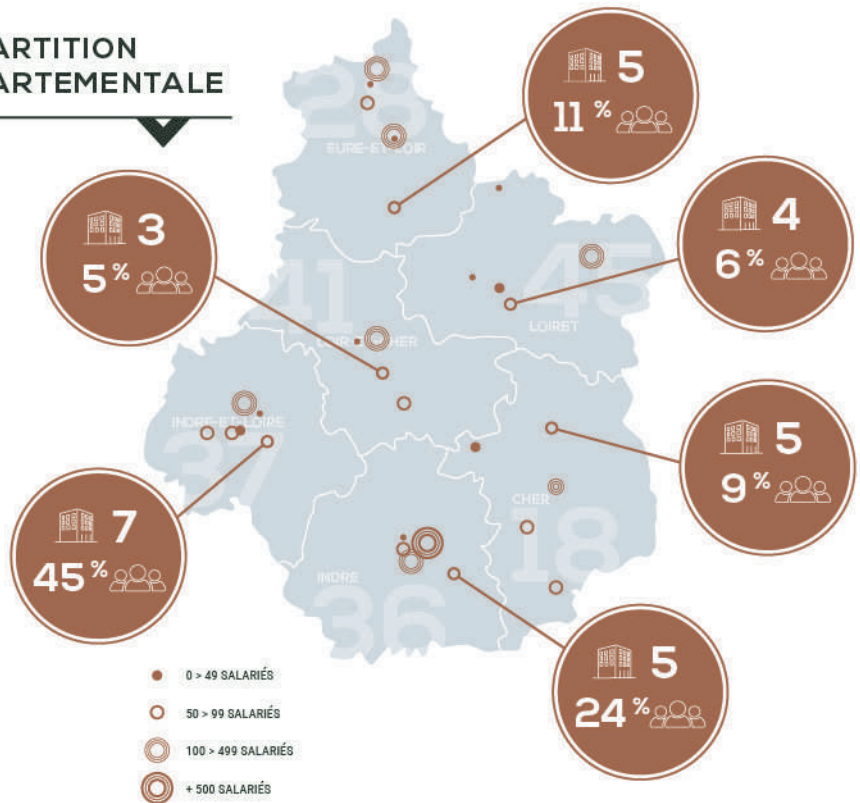 ARTITION
ARTEMENTALE
5
11 %
28
EURE-ET-LOIR
3
5 %
4
6 %
45
LOIRET
41
LOIR-ET-CHER
INDRE-ET-LOIRE
37
5
9 %
CHER
18
7
45 %
INDRE
36
5
24 %
0 > 49 SALARIÉS
50 > 99 SALARIÉS
100 > 499 SALARIÉS
+ 500 SALARIÉS